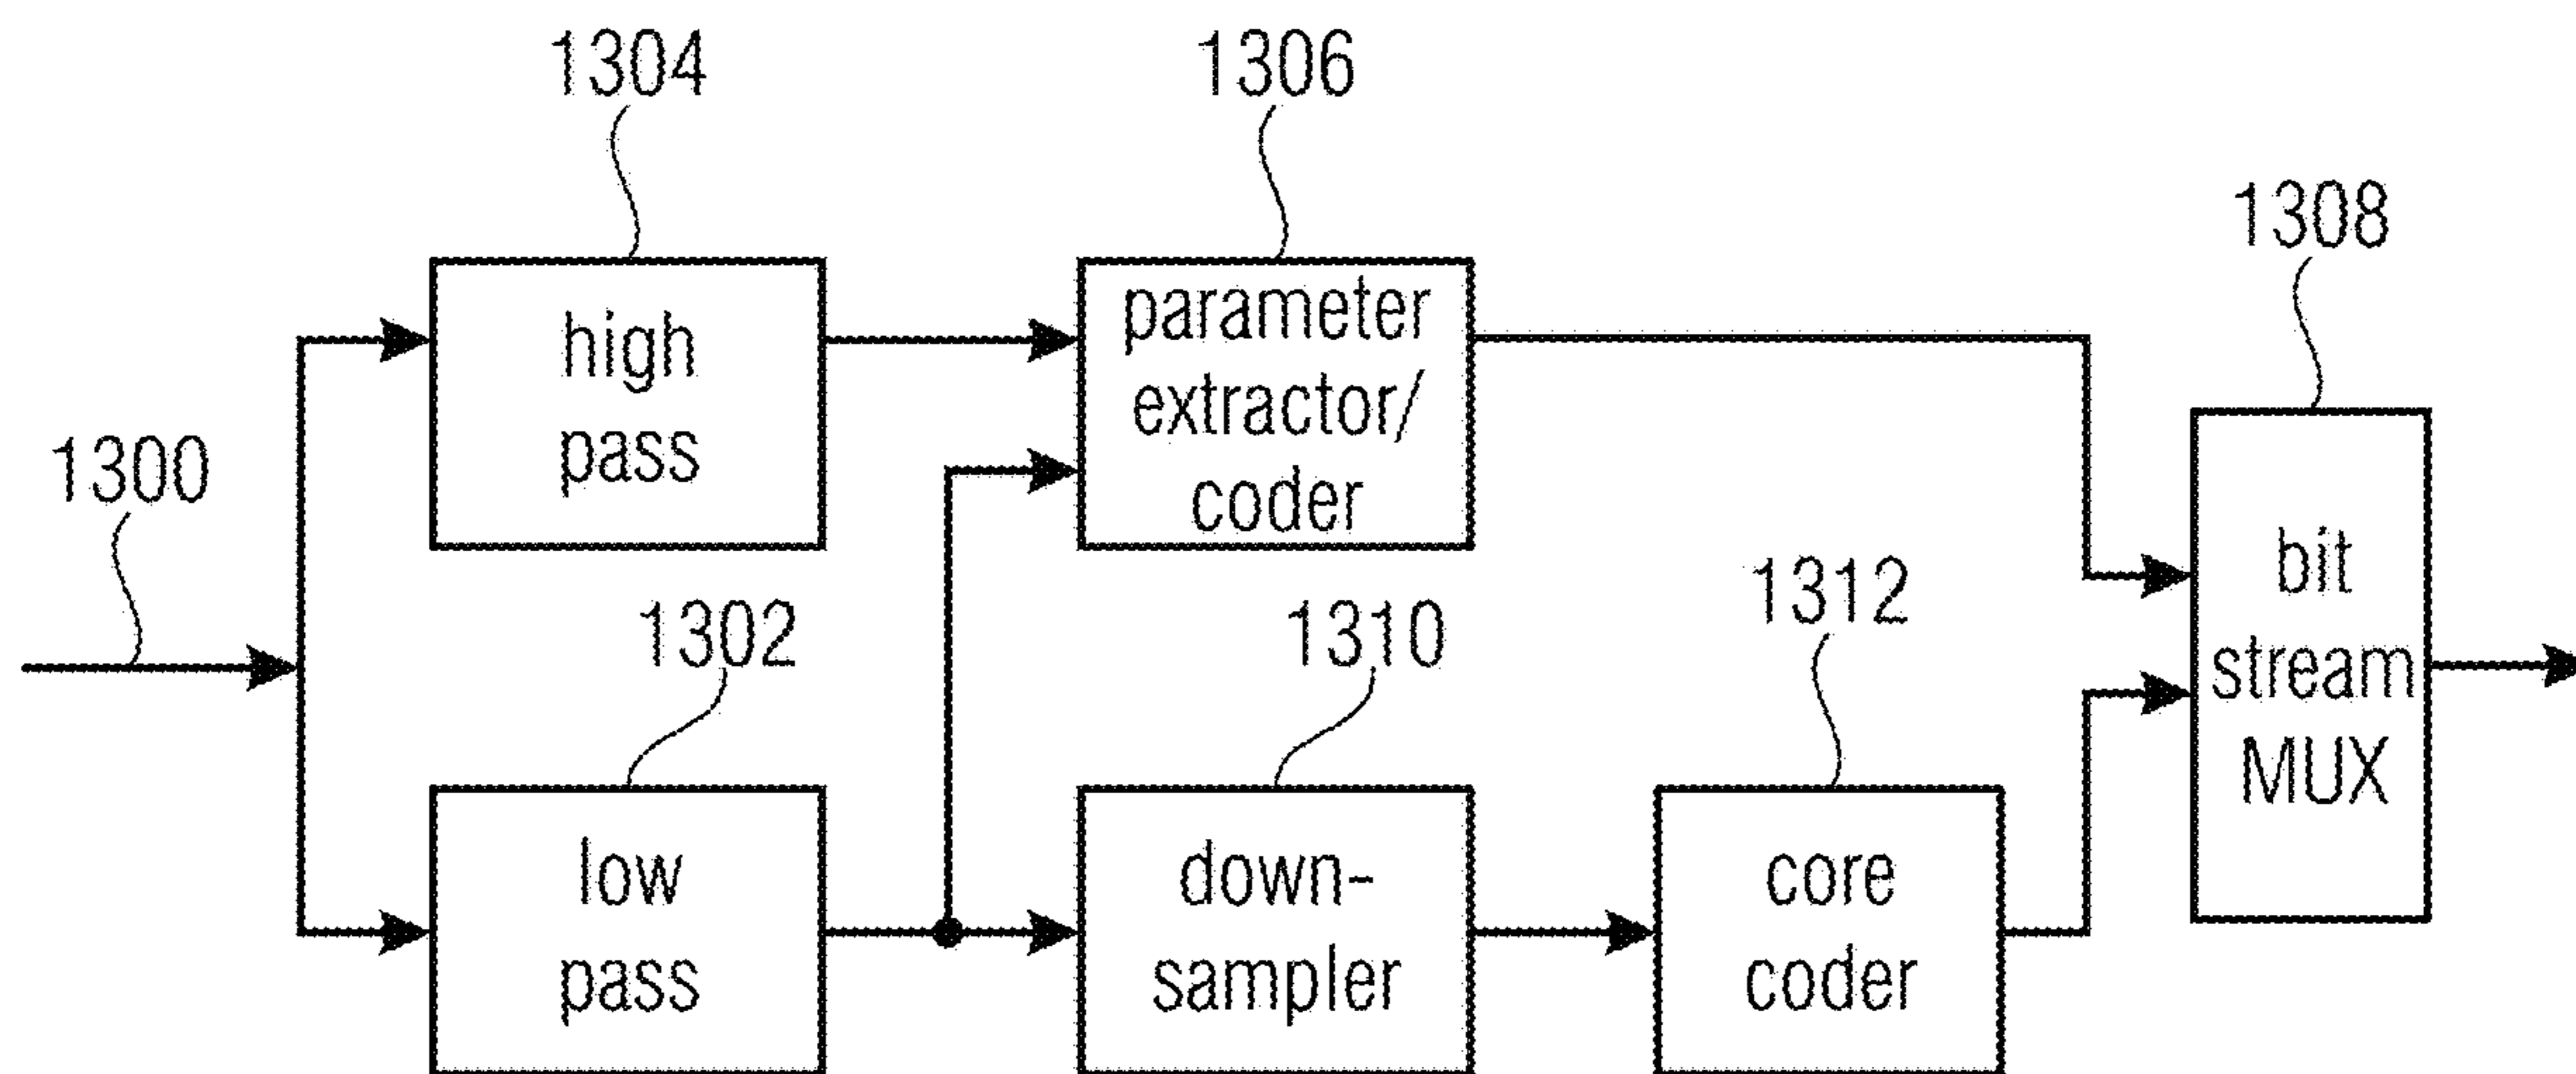 1304
1306
1308
high
pass
parameter
extractor/
coder
1300
1302
1310
1312
bit
stream
MUX
low
pass
down-
sampler
core
coder